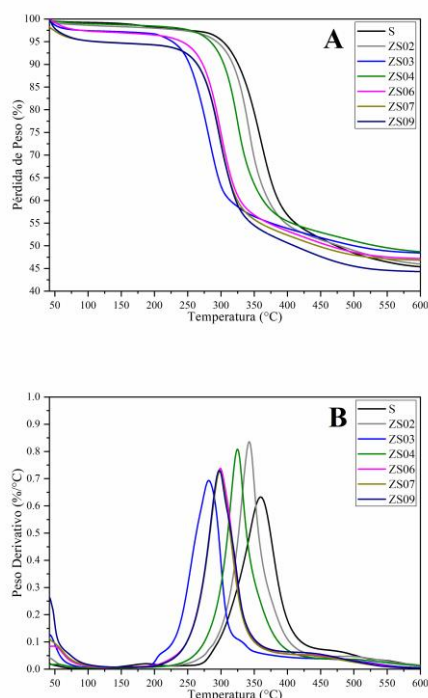 A
S
ZS02
ZS03
ZS04
ZS06
ZS07
ZS09
Pérdida de Peso (%)
100
95
90
85
80
75
70
65
60
55
50
45
40
50 100 150 200 250 300 350 400 450 500 550 600
Temperatura (°C)
B
S
ZS02
ZS03
ZS04
ZS06
ZS07
ZS09
Peso Derivativo (%/°C)
1.0
0.9
0.8
0.7
0.6
0.5
0.4
0.3
0.2
0.1
0.0
50 100 150 200 250 300 350 400 450 500 550 600
Temperatura (°C)